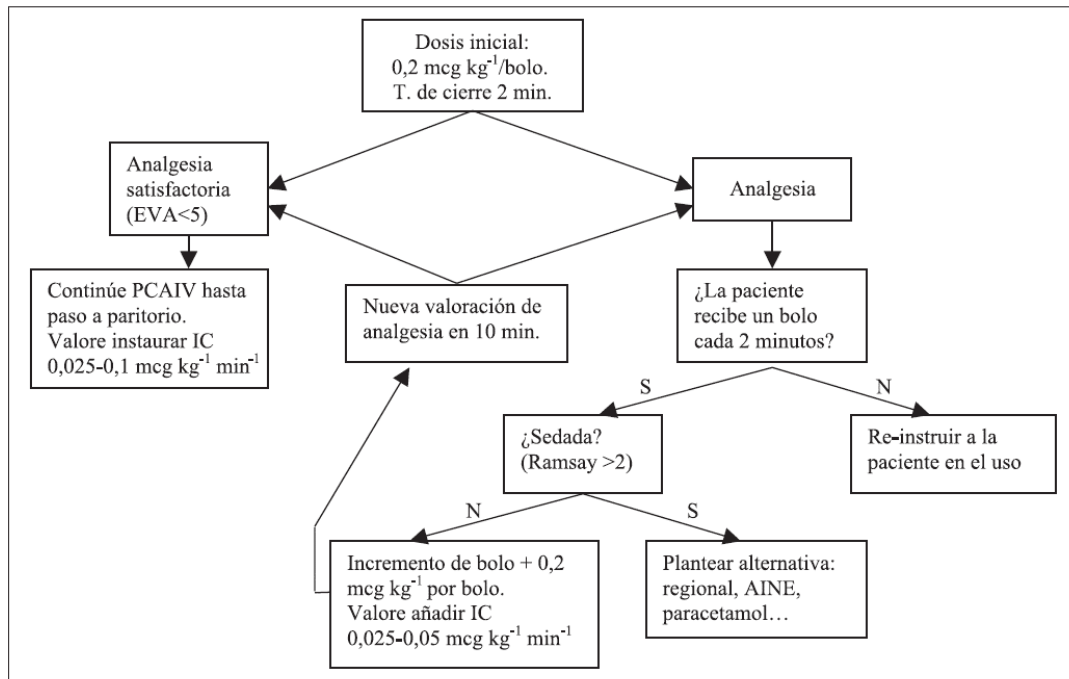 Dosis inicial:
0,2 mcg kg⁻¹/bolo.
T. de cierre 2 min.
Analgesia
satisfactoria
(EVA<5)
Analgesia
Continúe PCAIV hasta
paso a paritorio.
Valore instaurar IC
0,025-0,1 mcg kg⁻¹ min⁻¹
Nueva valoración de
analgesia en 10 min.
¿La paciente
recibe un bolo
cada 2 minutos?
S
N
¿Sedada?
(Ramsay >2)
Re-instruir a la
paciente en el uso
N
S
Incremento de bolo + 0,2
mcg kg⁻¹ por bolo.
Valore añadir IC
0,025-0,05 mcg kg⁻¹ min⁻¹
Plantear alternativa:
regional, AINE,
paracetamol…